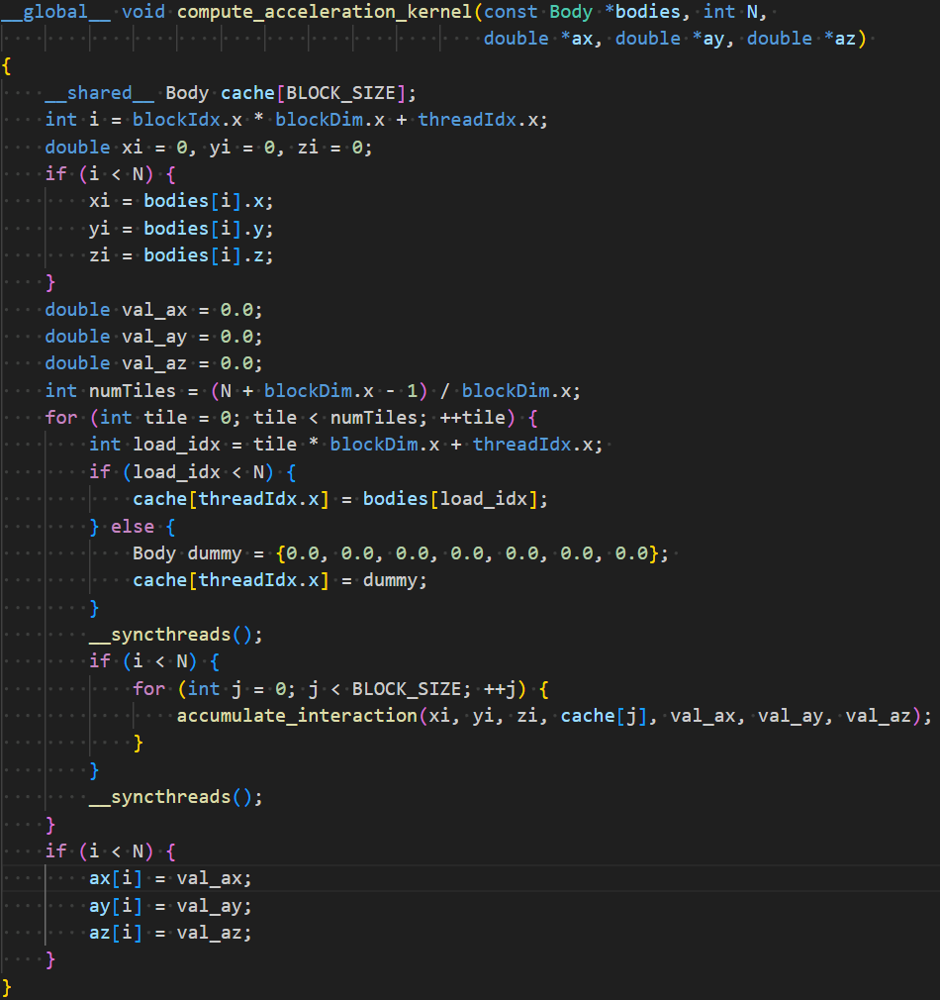 __global__ void compute_acceleration_kernel(const Body *bodies, int N,
                                            double *ax, double *ay, double *az)
{
    __shared__ Body cache[BLOCK_SIZE];
    int i = blockIdx.x * blockDim.x + threadIdx.x;
    double xi = 0, yi = 0, zi = 0;
    if (i < N) {
        xi = bodies[i].x;
        yi = bodies[i].y;
        zi = bodies[i].z;
    }
    double val_ax = 0.0;
    double val_ay = 0.0;
    double val_az = 0.0;
    int numTiles = (N + blockDim.x - 1) / blockDim.x;
    for (int tile = 0; tile < numTiles; ++tile) {
        int load_idx = tile * blockDim.x + threadIdx.x;
        if (load_idx < N) {
            cache[threadIdx.x] = bodies[load_idx];
        } else {
            Body dummy = {0.0, 0.0, 0.0, 0.0, 0.0, 0.0, 0.0};
            cache[threadIdx.x] = dummy;
        }
        __syncthreads();
        if (i < N) {
            for (int j = 0; j < BLOCK_SIZE; ++j) {
                accumulate_interaction(xi, yi, zi, cache[j], val_ax, val_ay, val_az);
            }
        }
        __syncthreads();
    }
    if (i < N) {
        ax[i] = val_ax;
        ay[i] = val_ay;
        az[i] = val_az;
    }
}